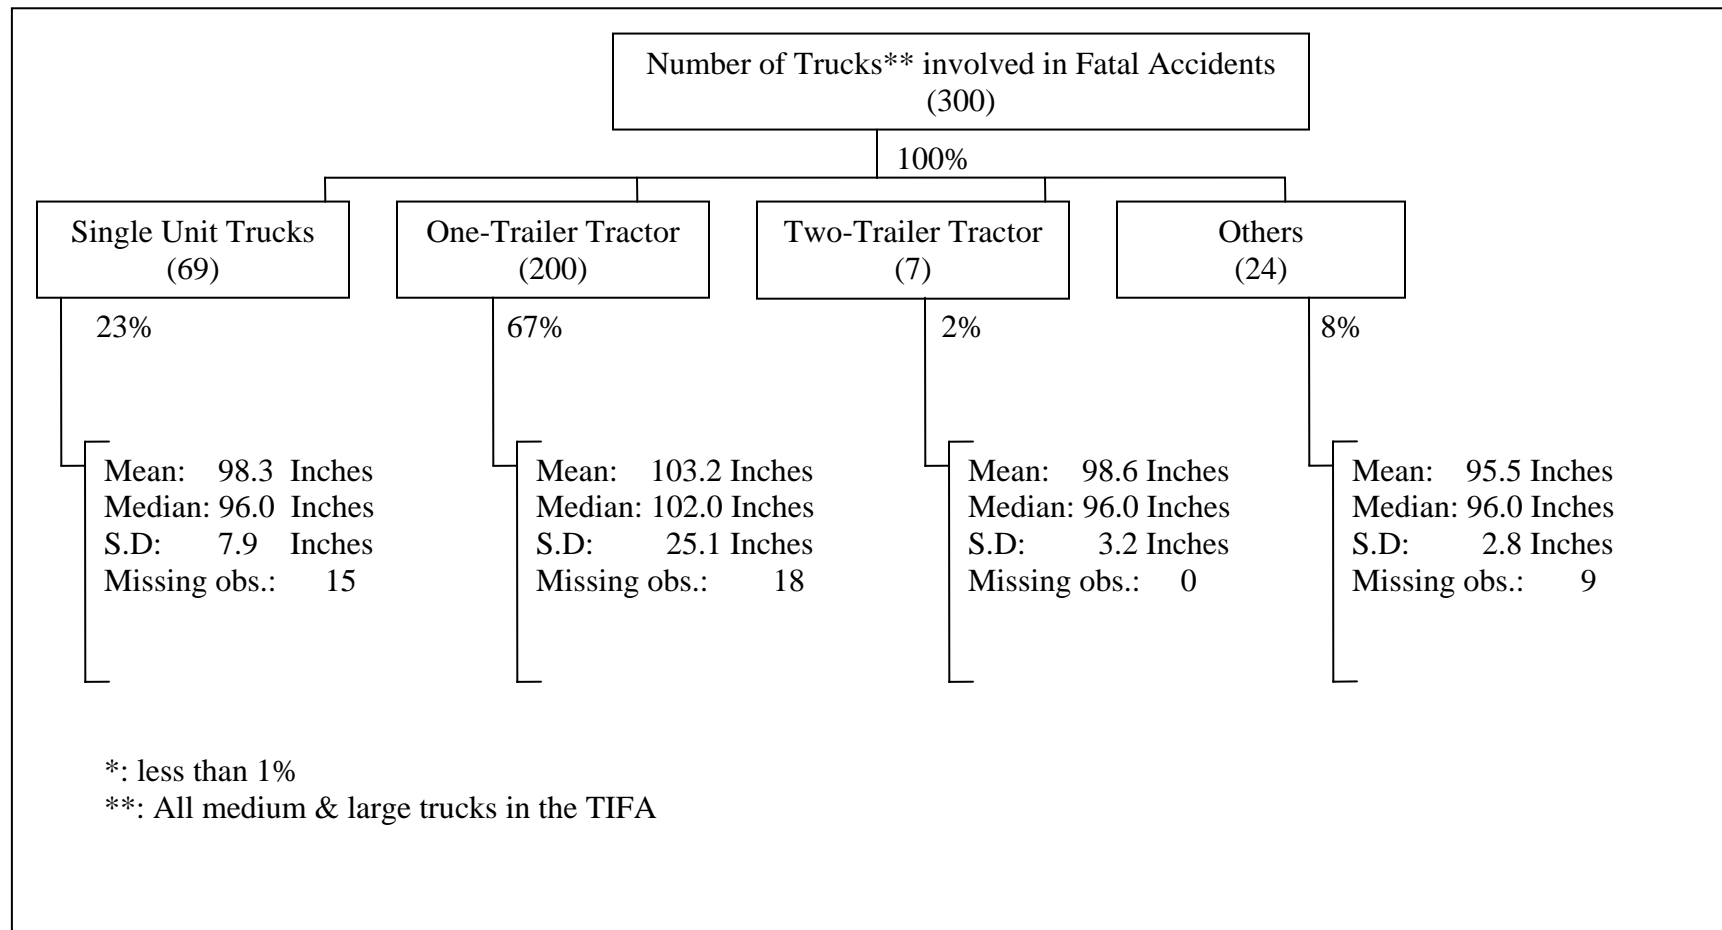 Number of Trucks** involved in Fatal Accidents
(300)
100%
Single Unit Trucks
(69)
One-Trailer Tractor
(200)
Two-Trailer Tractor
(7)
Others
(24)
23%
67%
2%
8%
Mean: 98.3 Inches
Median: 96.0 Inches
S.D: 7.9 Inches
Missing obs.: 15
Mean: 103.2 Inches
Median: 102.0 Inches
S.D: 25.1 Inches
Missing obs.: 18
Mean: 98.6 Inches
Median: 96.0 Inches
S.D: 3.2 Inches
Missing obs.: 0
Mean: 95.5 Inches
Median: 96.0 Inches
S.D: 2.8 Inches
Missing obs.: 9
*: less than 1%
**: All medium & large trucks in the TIFA